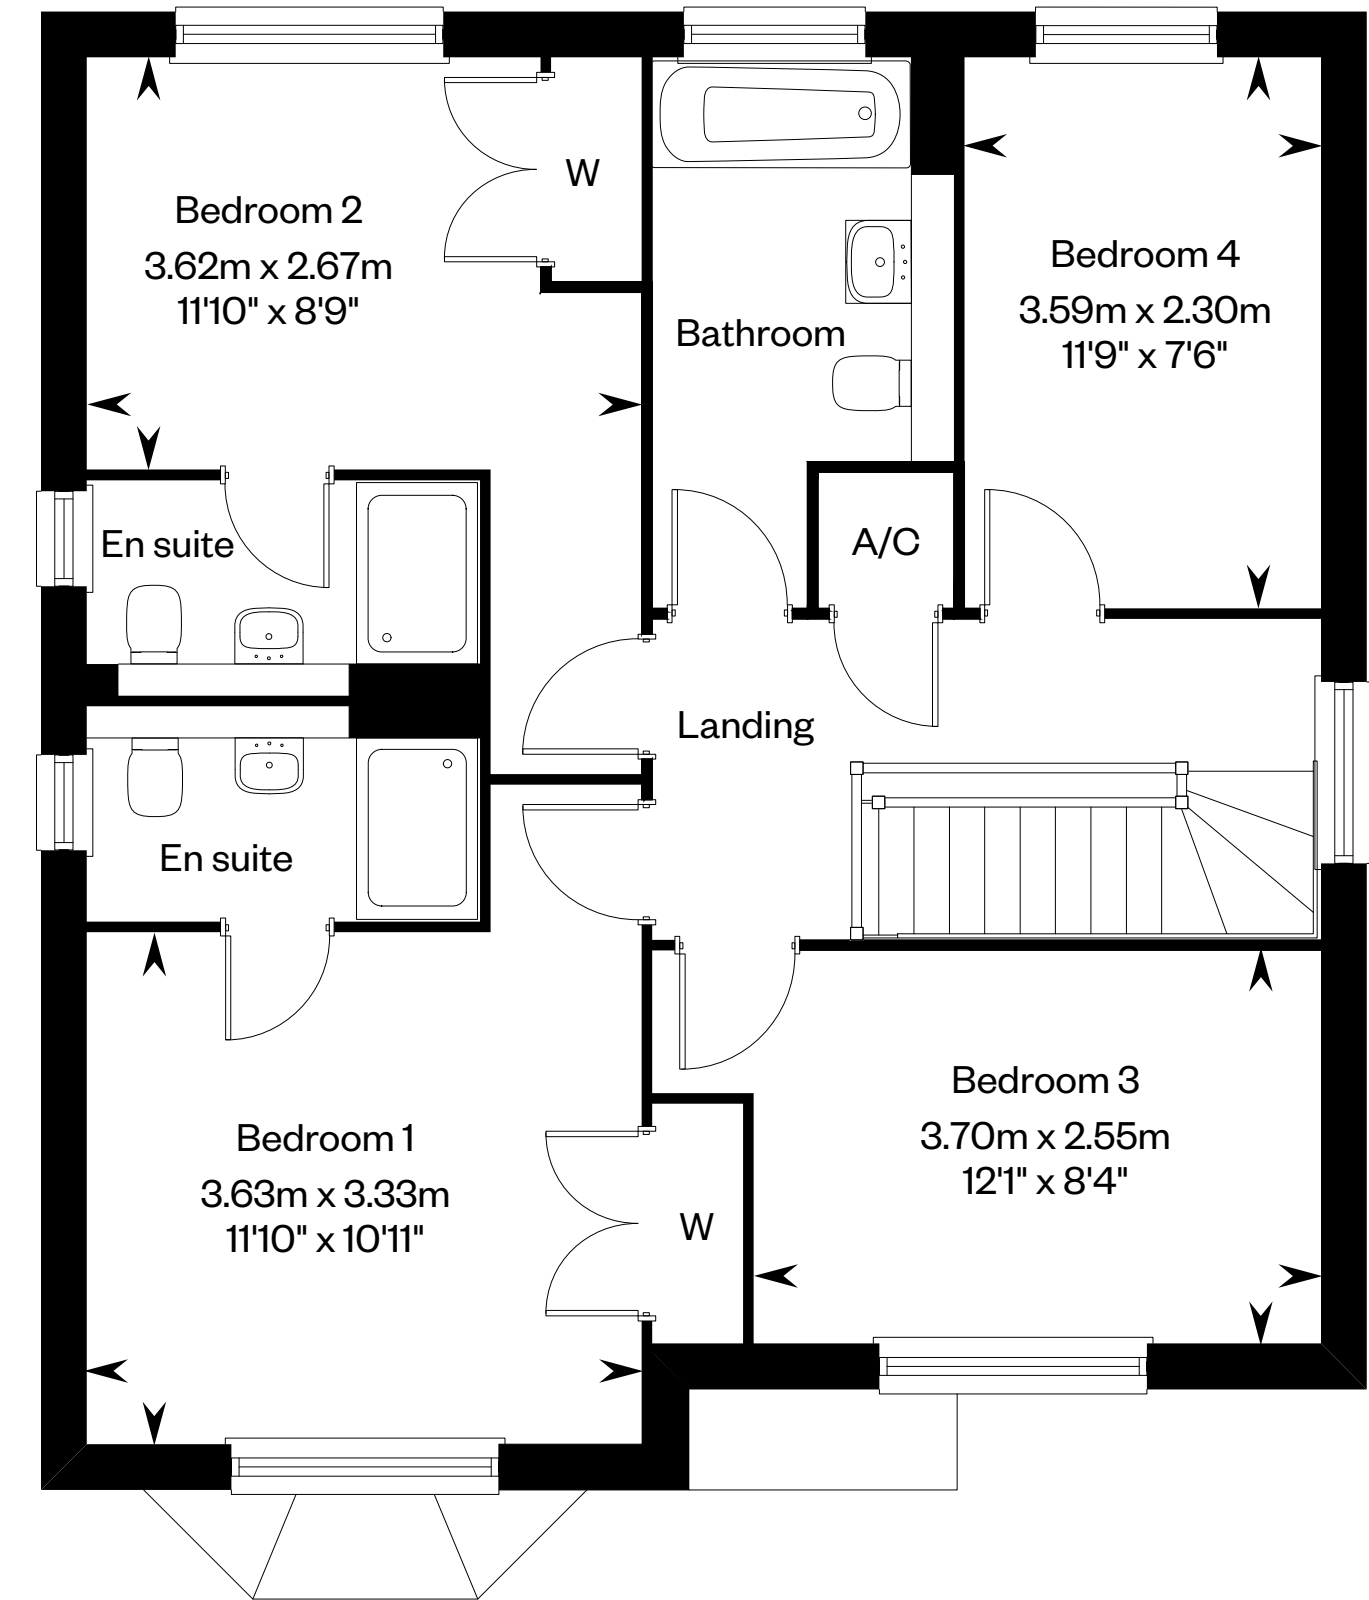 W
Bedroom 2
3.62m x 2.67m
11'10" x 8'9"
Bathroom
Bedroom 4
3.59m x 2.30m
11'9" x 7'6"
En suite
A/C
Landing
En suite
Bedroom 3
3.70m x 2.55m
12'1" x 8'4"
Bedroom 1
3.63m x 3.33m
11'10" x 10'11"
W